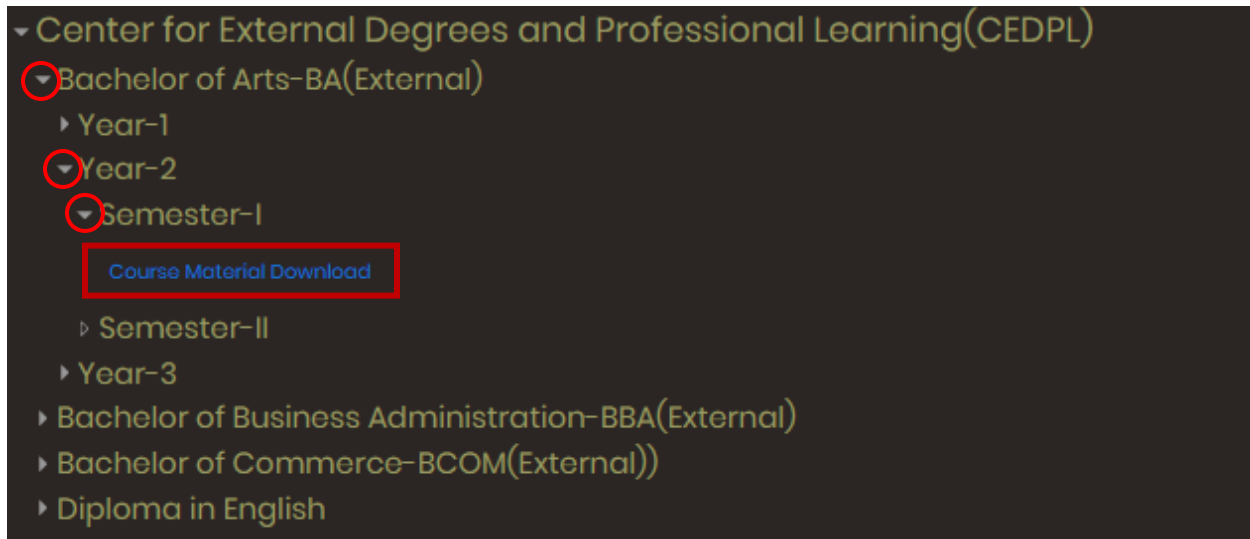 Center for External Degrees and Professional Learning(CEDPL)
Bachelor of Arts-BA(External)
Year-1
Year-2
Semester-I
Course Material Download
Semester-II
Year-3
Bachelor of Business Administration-BBA(External)
Bachelor of Commerce-BCOM(External))
Diploma in English